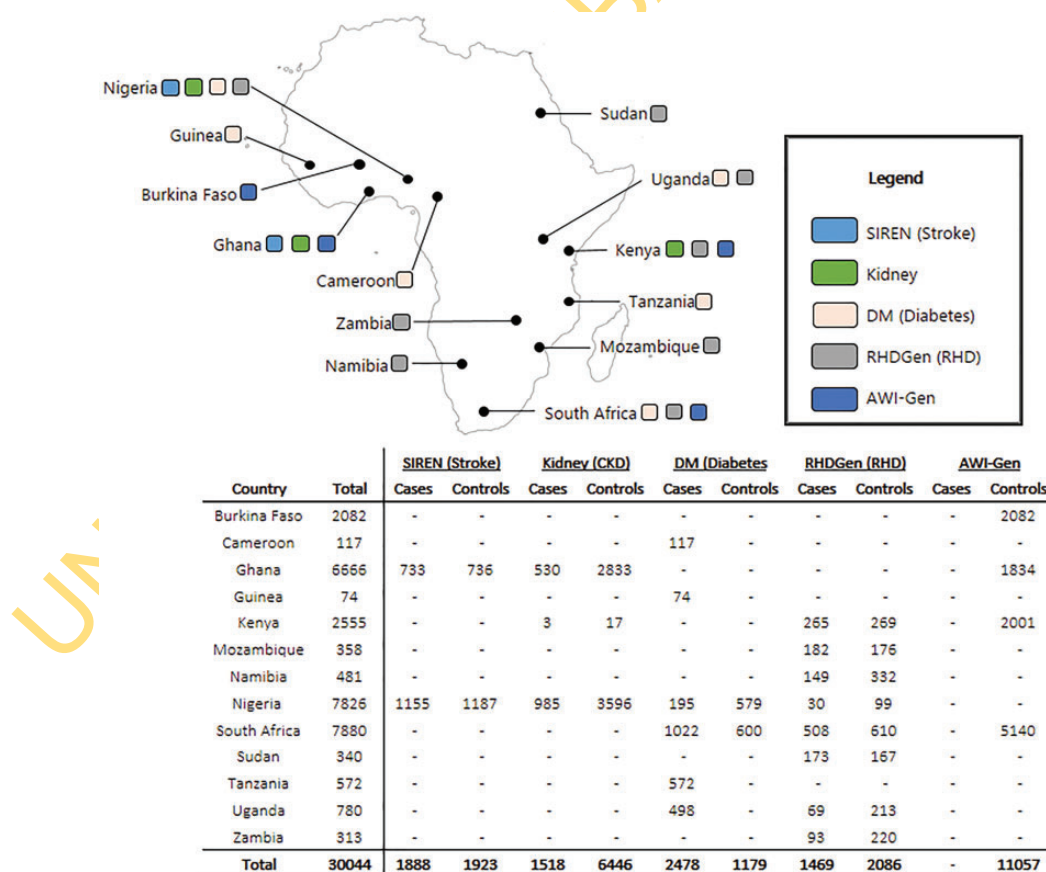 Nigeria
Sudan
Guinea
Uganda
Burkina Faso
Ghana
Kenya
Cameroon
Tanzania
Zambia
Mozambique
Namibia
South Africa
Legend
SIREN (Stroke)
Kidney
DM (Diabetes)
RHDGen (RHD)
AWI-Gen
SIREN (Stroke) Kidney (CKD) DM (Diabetes RHDGen (RHD) AWI-Gen
Country Total Cases Controls Cases Controls Cases Controls Cases Controls Cases Controls
Burkina Faso 2082 - - - - - - - - - 2082
Cameroon 117 - - - - 117 - - - - -
Ghana 6666 733 736 530 2833 - - - - - 1834
Guinea 74 - - - - 74 - - - - -
Kenya 2555 - - 3 17 - - 265 269 - 2001
Mozambique 358 - - - - - - 182 176 - -
Namibia 481 - - - - - - 149 332 - -
Nigeria 7826 1155 1187 985 3596 195 579 30 99 - -
South Africa 7880 - - - - 1022 600 508 610 - 5140
Sudan 340 - - - - - - 173 167 - -
Tanzania 572 - - - - 572 - - - - -
Uganda 780 - - - - 498 - 69 213 - -
Zambia 313 - - - - - - 93 220 - -
Total 30044 1888 1923 1518 6446 2478 1179 1469 2086 - 11057